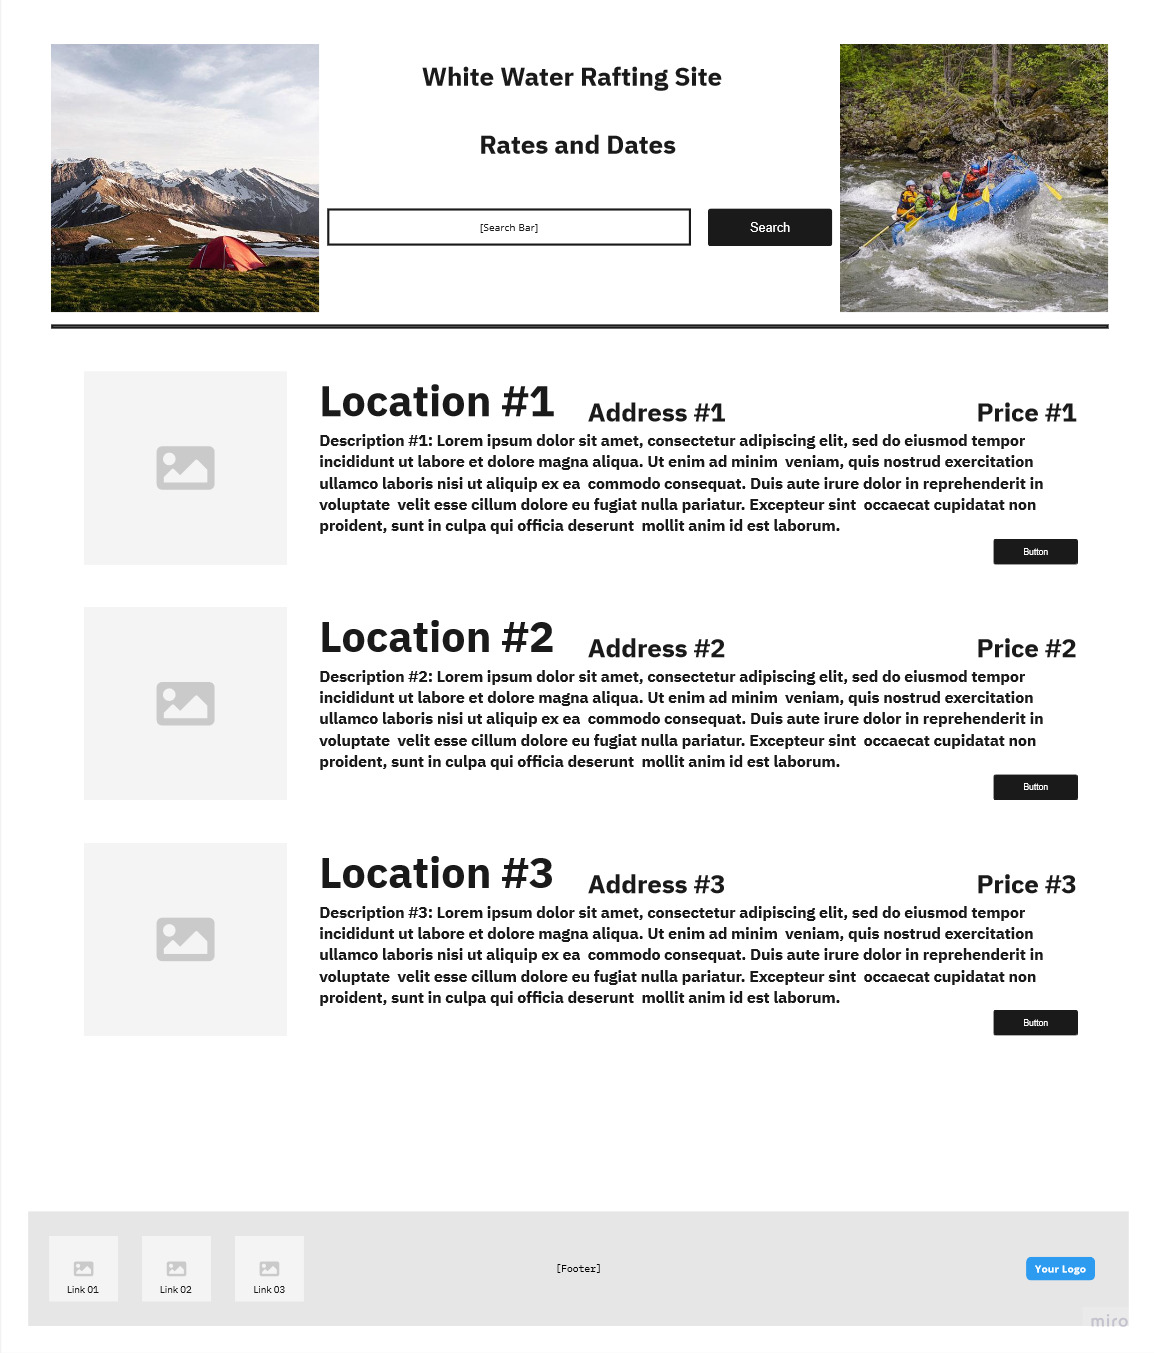 White Water Rafting Site
Rates and Dates
[Search Bar]
Search
Location #1
Address #1
Price #1
Description #1: Lorem ipsum dolor sit amet, consectetur adipiscing elit, sed do eiusmod tempor
incididunt ut labore et dolore magna aliqua. Ut enim ad minim  veniam, quis nostrud exercitation
ullamco laboris nisi ut aliquip ex ea  commodo consequat. Duis aute irure dolor in reprehenderit in
voluptate  velit esse cillum dolore eu fugiat nulla pariatur. Excepteur sint  occaecat cupidatat non
proident, sunt in culpa qui officia deserunt  mollit anim id est laborum.
Button
Location #2
Address #2
Price #2
Description #2: Lorem ipsum dolor sit amet, consectetur adipiscing elit, sed do eiusmod tempor
incididunt ut labore et dolore magna aliqua. Ut enim ad minim  veniam, quis nostrud exercitation
ullamco laboris nisi ut aliquip ex ea  commodo consequat. Duis aute irure dolor in reprehenderit in
voluptate  velit esse cillum dolore eu fugiat nulla pariatur. Excepteur sint  occaecat cupidatat non
proident, sunt in culpa qui officia deserunt  mollit anim id est laborum.
Button
Location #3
Address #3
Price #3
Description #3: Lorem ipsum dolor sit amet, consectetur adipiscing elit, sed do eiusmod tempor
incididunt ut labore et dolore magna aliqua. Ut enim ad minim  veniam, quis nostrud exercitation
ullamco laboris nisi ut aliquip ex ea  commodo consequat. Duis aute irure dolor in reprehenderit in
voluptate  velit esse cillum dolore eu fugiat nulla pariatur. Excepteur sint  occaecat cupidatat non
proident, sunt in culpa qui officia deserunt  mollit anim id est laborum.
Button
Link 01
Link 02
Link 03
[Footer]
Your Logo
miro